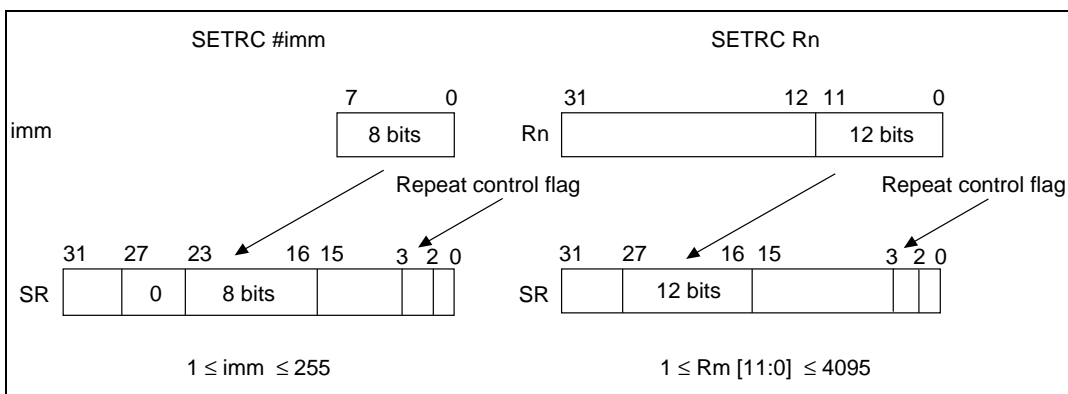 SETRC #imm
SETRC Rn
7 0
31 12 11 0
imm
8 bits
Rn
12 bits
Repeat control flag
Repeat control flag
31 27 23 16 15 3 2 0
31 27 16 15 3 2 0
SR
0
8 bits
SR
12 bits
1 ≤ imm ≤ 255
1 ≤ Rm [11:0] ≤ 4095